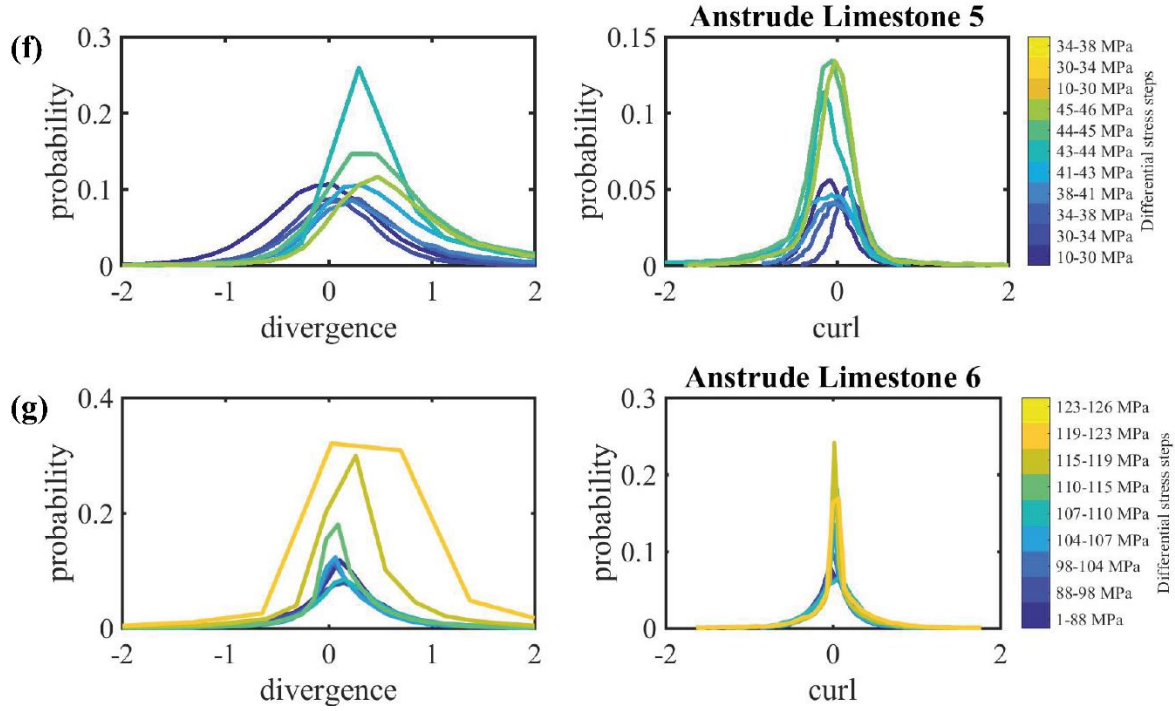 (f)
0.3
0.2
0.1
0
probability
-2
-1
0
1
2
divergence
Anstrude Limestone 5
0.15
0.1
0.05
0
probability
-2
0
2
curl
34-38 MPa
30-34 MPa
10-30 MPa
45-46 MPa
44-45 MPa
43-44 MPa
41-43 MPa
38-41 MPa
34-38 MPa
30-34 MPa
10-30 MPa
Differential stress steps
(g)
0.4
0.2
0
probability
-2
-1
0
1
2
divergence
Anstrude Limestone 6
0.3
0.2
0.1
0
probability
-2
0
2
curl
123-126 MPa
119-123 MPa
115-119 MPa
110-115 MPa
107-110 MPa
104-107 MPa
98-104 MPa
88-98 MPa
1-88 MPa
Differential stress steps